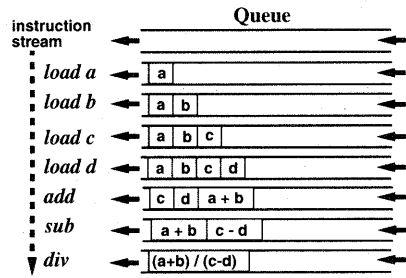 Queue
instruction
stream
load a
a
load b
a b
load c
a b c
load d
a b c d
add
c d a + b
sub
a + b c - d
div
(a+b) / (c-d)